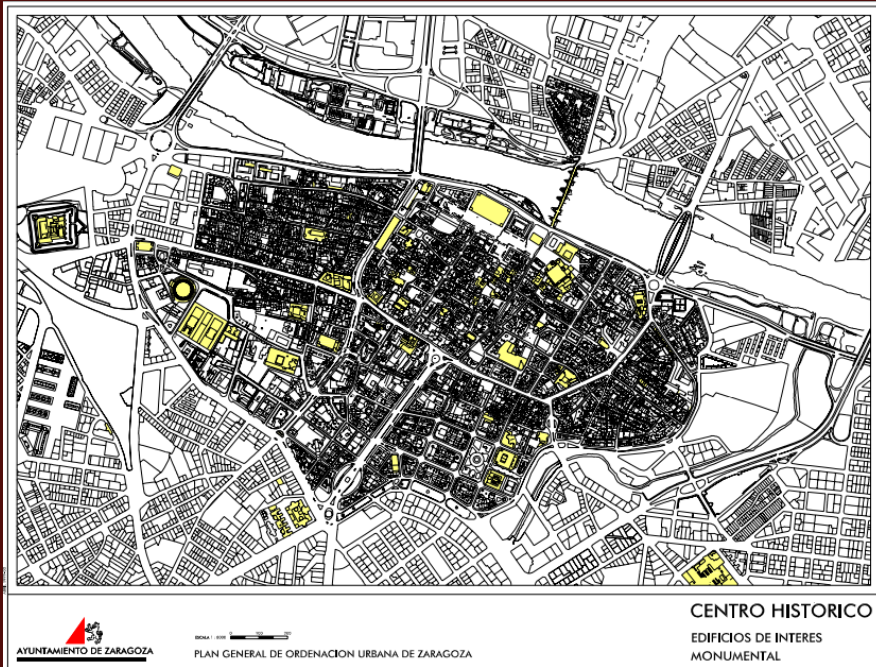 CENTRO HISTORICO
EDIFICIOS DE INTERES
MONUMENTAL
AYUNTAMIENTO DE ZARAGOZA
PLAN GENERAL DE ORDENACION URBANA DE ZARAGOZA